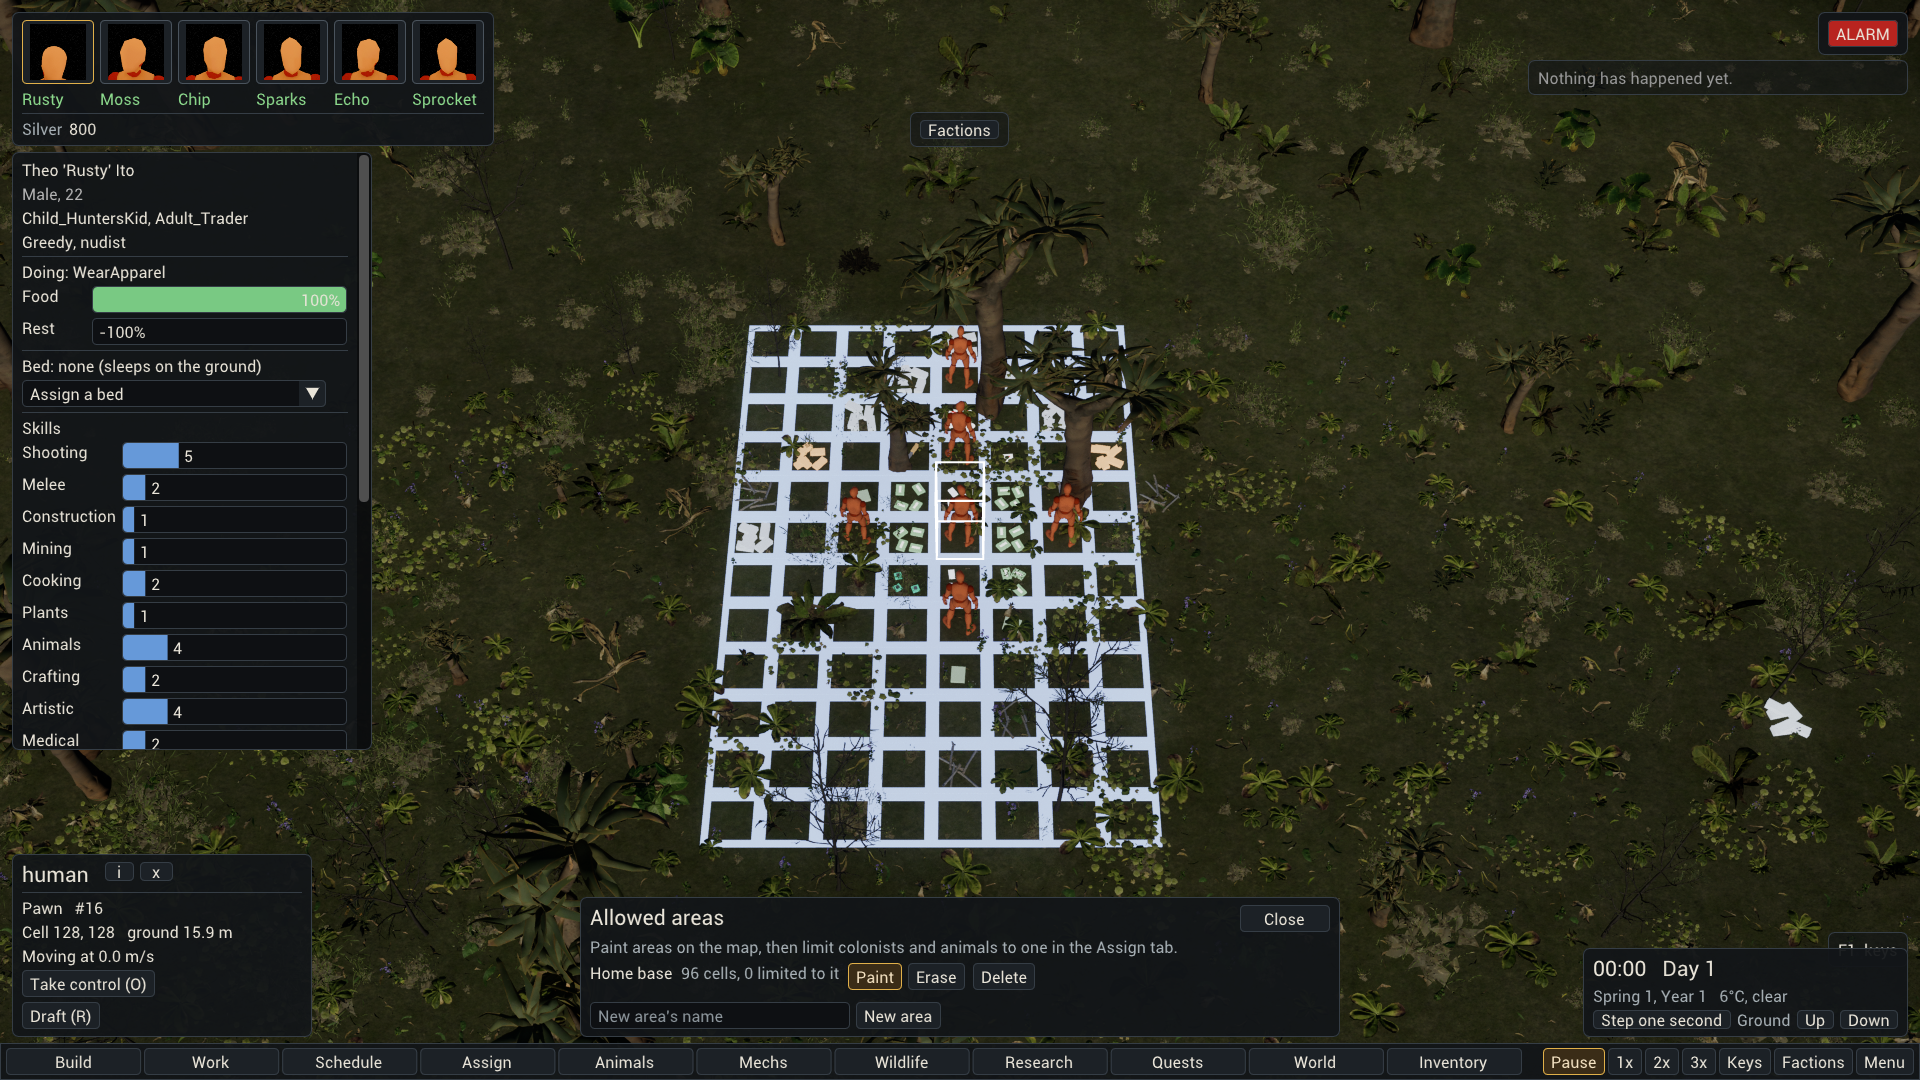 Rusty Moss Chip Sparks Echo Sprocket
Silver 800
ALARM
Nothing has happened yet.
Factions
Theo 'Rusty' Ito
Male, 22
Child_HuntersKid, Adult_Trader
Greedy, nudist
Doing: WearApparel
Food 100%
Rest -100%
Bed: none (sleeps on the ground)
Assign a bed
Skills
Shooting 5
Melee 2
Construction 1
Mining 1
Cooking 2
Plants 1
Animals 4
Crafting 2
Artistic 4
Medical 2
human i x
Pawn #16
Cell 128, 128 ground 15.9 m
Moving at 0.0 m/s
Take control (O)
Draft (R)
Allowed areas Close
Paint areas on the map, then limit colonists and animals to one in the Assign tab.
Home base 96 cells, 0 limited to it Paint Erase Delete
New area's name New area
F1 keys
00:00 Day 1
Spring 1, Year 1 6°C, clear
Step one second Ground Up Down
Build Work Schedule Assign Animals Mechs Wildlife Research Quests World Inventory Pause 1x 2x 3x Keys Factions Menu